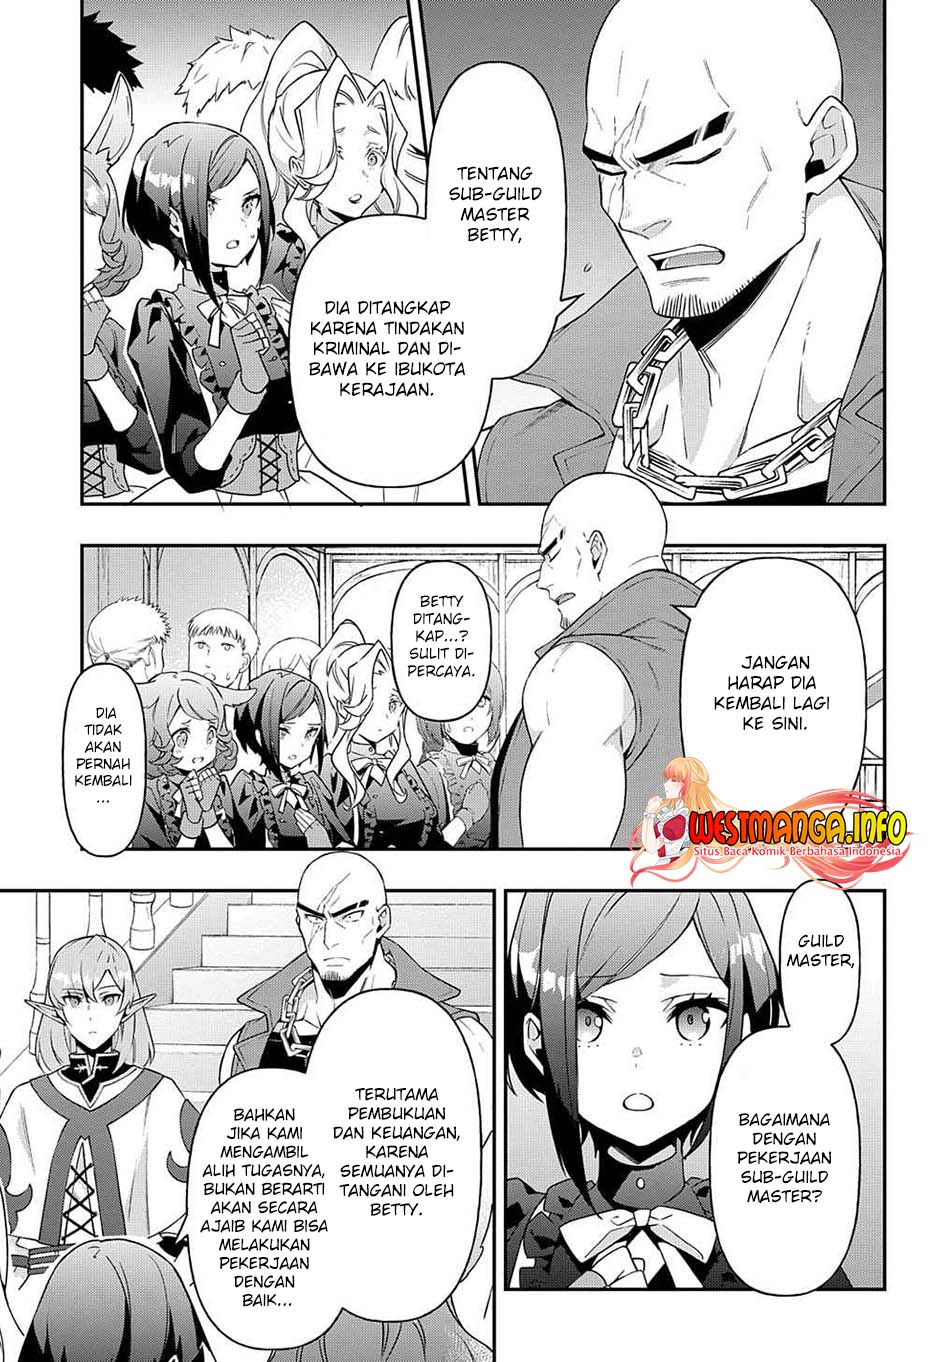 TENTANG
SUB-GUILD
MASTER
BETTY,
DIA DITANGKAP
KARENA TINDAKAN
KRIMINAL DAN DI-
BAWA KE IBUKOTA
KERAJAAN.
JANGAN
HARAP DIA
KEMBALI LAGI
KE SINI.
BETTY
DITANG-
KAP...?
SULIT DI-
PERCAYA.
DIA
TIDAK
AKAN
PERNAH
KEMBALI
...
WESTMANGA.INFO
Situs Baca Komik Berbahasa Indonesia
GUILD
MASTER,
BAGAIMANA
DENGAN
PEKERJAAN
SUB-GUILD
MASTER?
TERUTAMA
PEMBUKUAN
DAN KEUANGAN,
KARENA
SEMUANYA DI-
TANGANI OLEH
BETTY.
BAHKAN
JIKA KAMI
MENGAMBIL
ALIH TUGASNYA,
BUKAN BERARTI
AKAN SECARA
AJAIB KAMI BISA
MELAKUKAN
PEKERJAAN
DENGAN
BAIK...